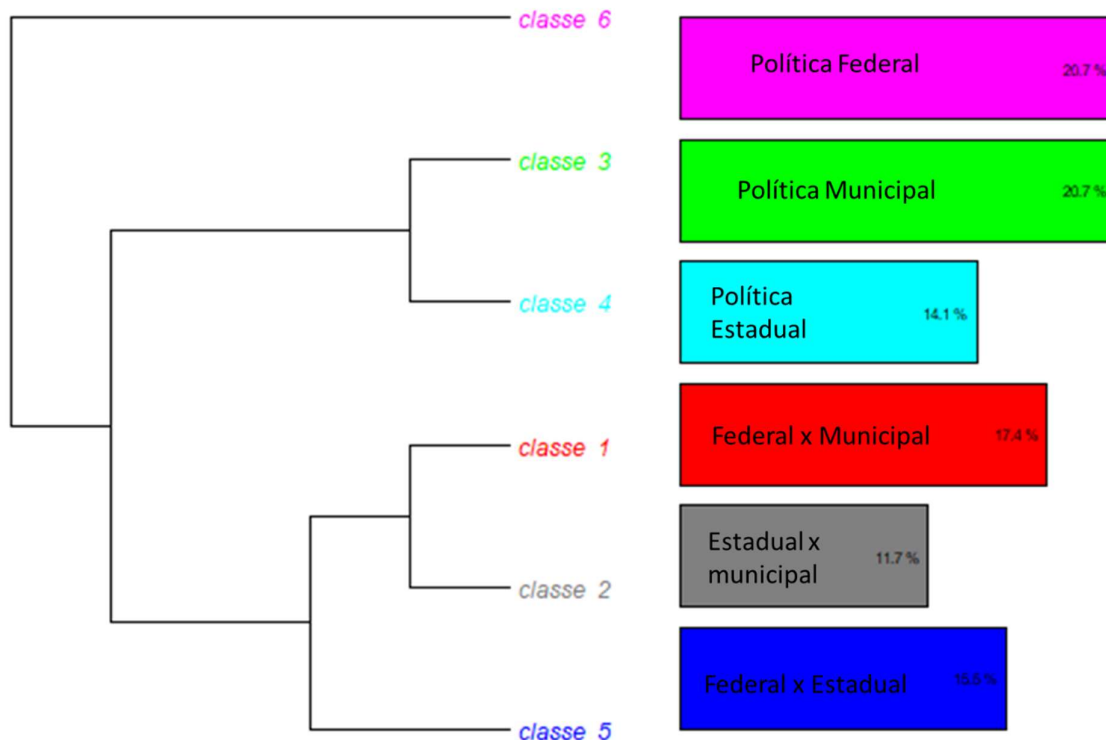 classe 6
Política Federal
20.7 %
classe 3
Política Municipal
20.7 %
classe 4
Política
Estadual
14.1 %
classe 1
Federal x Municipal
17.4 %
classe 2
Estadual x
municipal
11.7 %
classe 5
Federal x Estadual
15.5 %